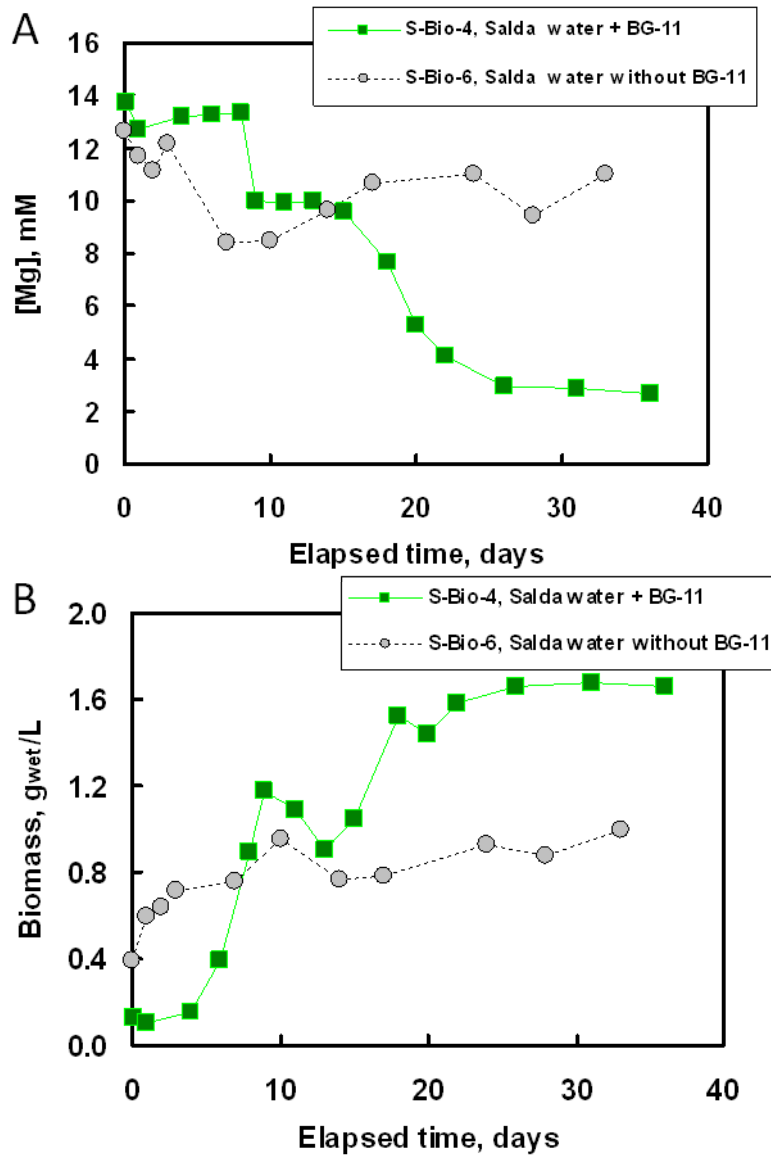 A
S-Bio-4, Salda water + BG-11
S-Bio-6, Salda water without BG-11
16
14
12
10
8
6
4
2
0
[Mg], mM
0 10 20 30 40
Elapsed time, days
B
S-Bio-4, Salda water + BG-11
S-Bio-6, Salda water without BG-11
2.0
1.6
1.2
0.8
0.4
0.0
Biomass, gwet/L
0 10 20 30 40
Elapsed time, days